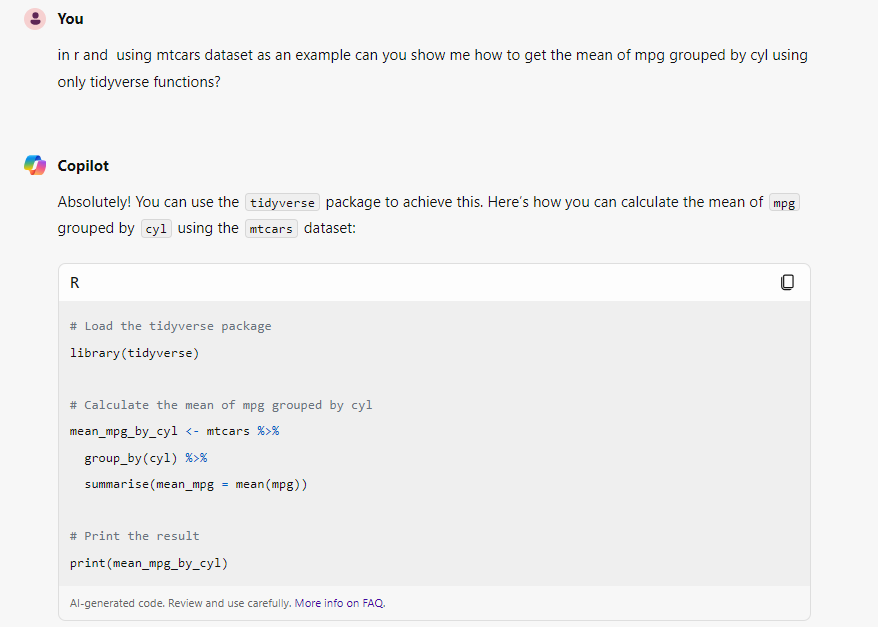 You
in r and  using mtcars dataset as an example can you show me how to get the mean of mpg grouped by cyl using
only tidyverse functions?
Copilot
Absolutely! You can use the tidyverse package to achieve this. Here's how you can calculate the mean of mpg
grouped by cyl using the mtcars dataset:
R
# Load the tidyverse package
library(tidyverse)
# Calculate the mean of mpg grouped by cyl
mean_mpg_by_cyl <- mtcars %>%
  group_by(cyl) %>%
  summarise(mean_mpg = mean(mpg))
# Print the result
print(mean_mpg_by_cyl)
AI-generated code. Review and use carefully. More info on FAQ.